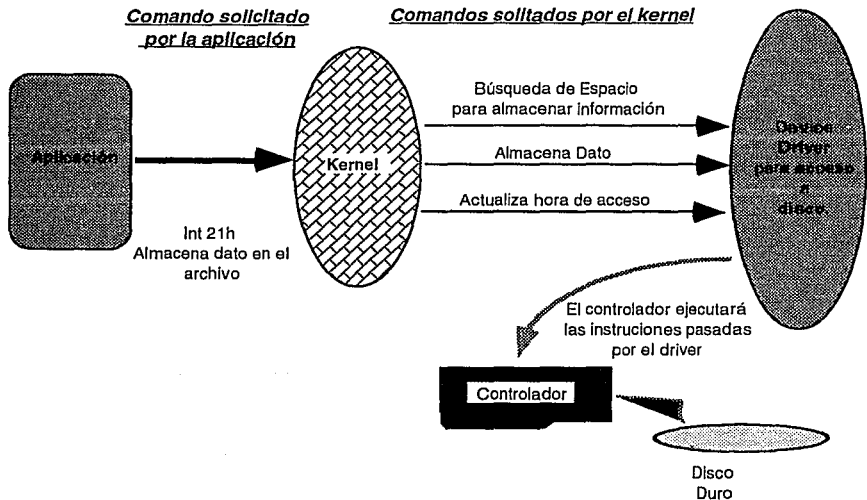 Comando solicitado
por la aplicación
Comandos solitados por el kernel
Aplicación
Kernel
Int 21h
Almacena dato en el
archivo
Búsqueda de Espacio
para almacenar información
Almacena Dato
Actualiza hora de acceso
Device
Driver
para acceso
a
disco.
El controlador ejecutará
las instruciones pasadas
por el driver
Controlador
Disco
Duro